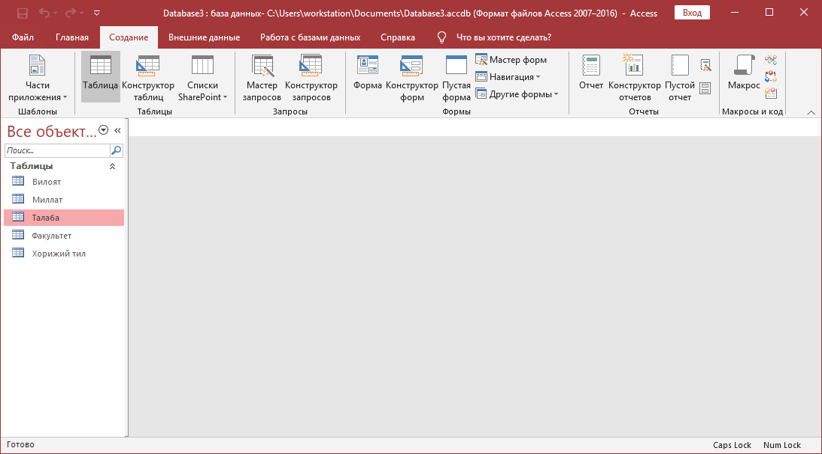 Database3 : база данных- C:\Users\workstation\Documents\Database3.accdb (Формат файлов Access 2007–2016) - Access
Вход
Файл Главная Создание Внешние данные Работа с базами данных Справка Что вы хотите сделать?
Части приложения
Шаблоны
Таблица
Конструктор таблиц
Списки SharePoint
Таблицы
Мастер запросов
Конструктор запросов
Запросы
Форма
Конструктор форм
Пустая форма
Мастер форм
Навигация
Другие формы
Формы
Отчет
Конструктор отчетов
Пустой отчет
Отчеты
Макрос
Макросы и код
Все объект...
Поиск...
Таблицы
Вилоят
Миллат
Талаба
Факультет
Хорижий тил
Готово
Caps Lock Num Lock